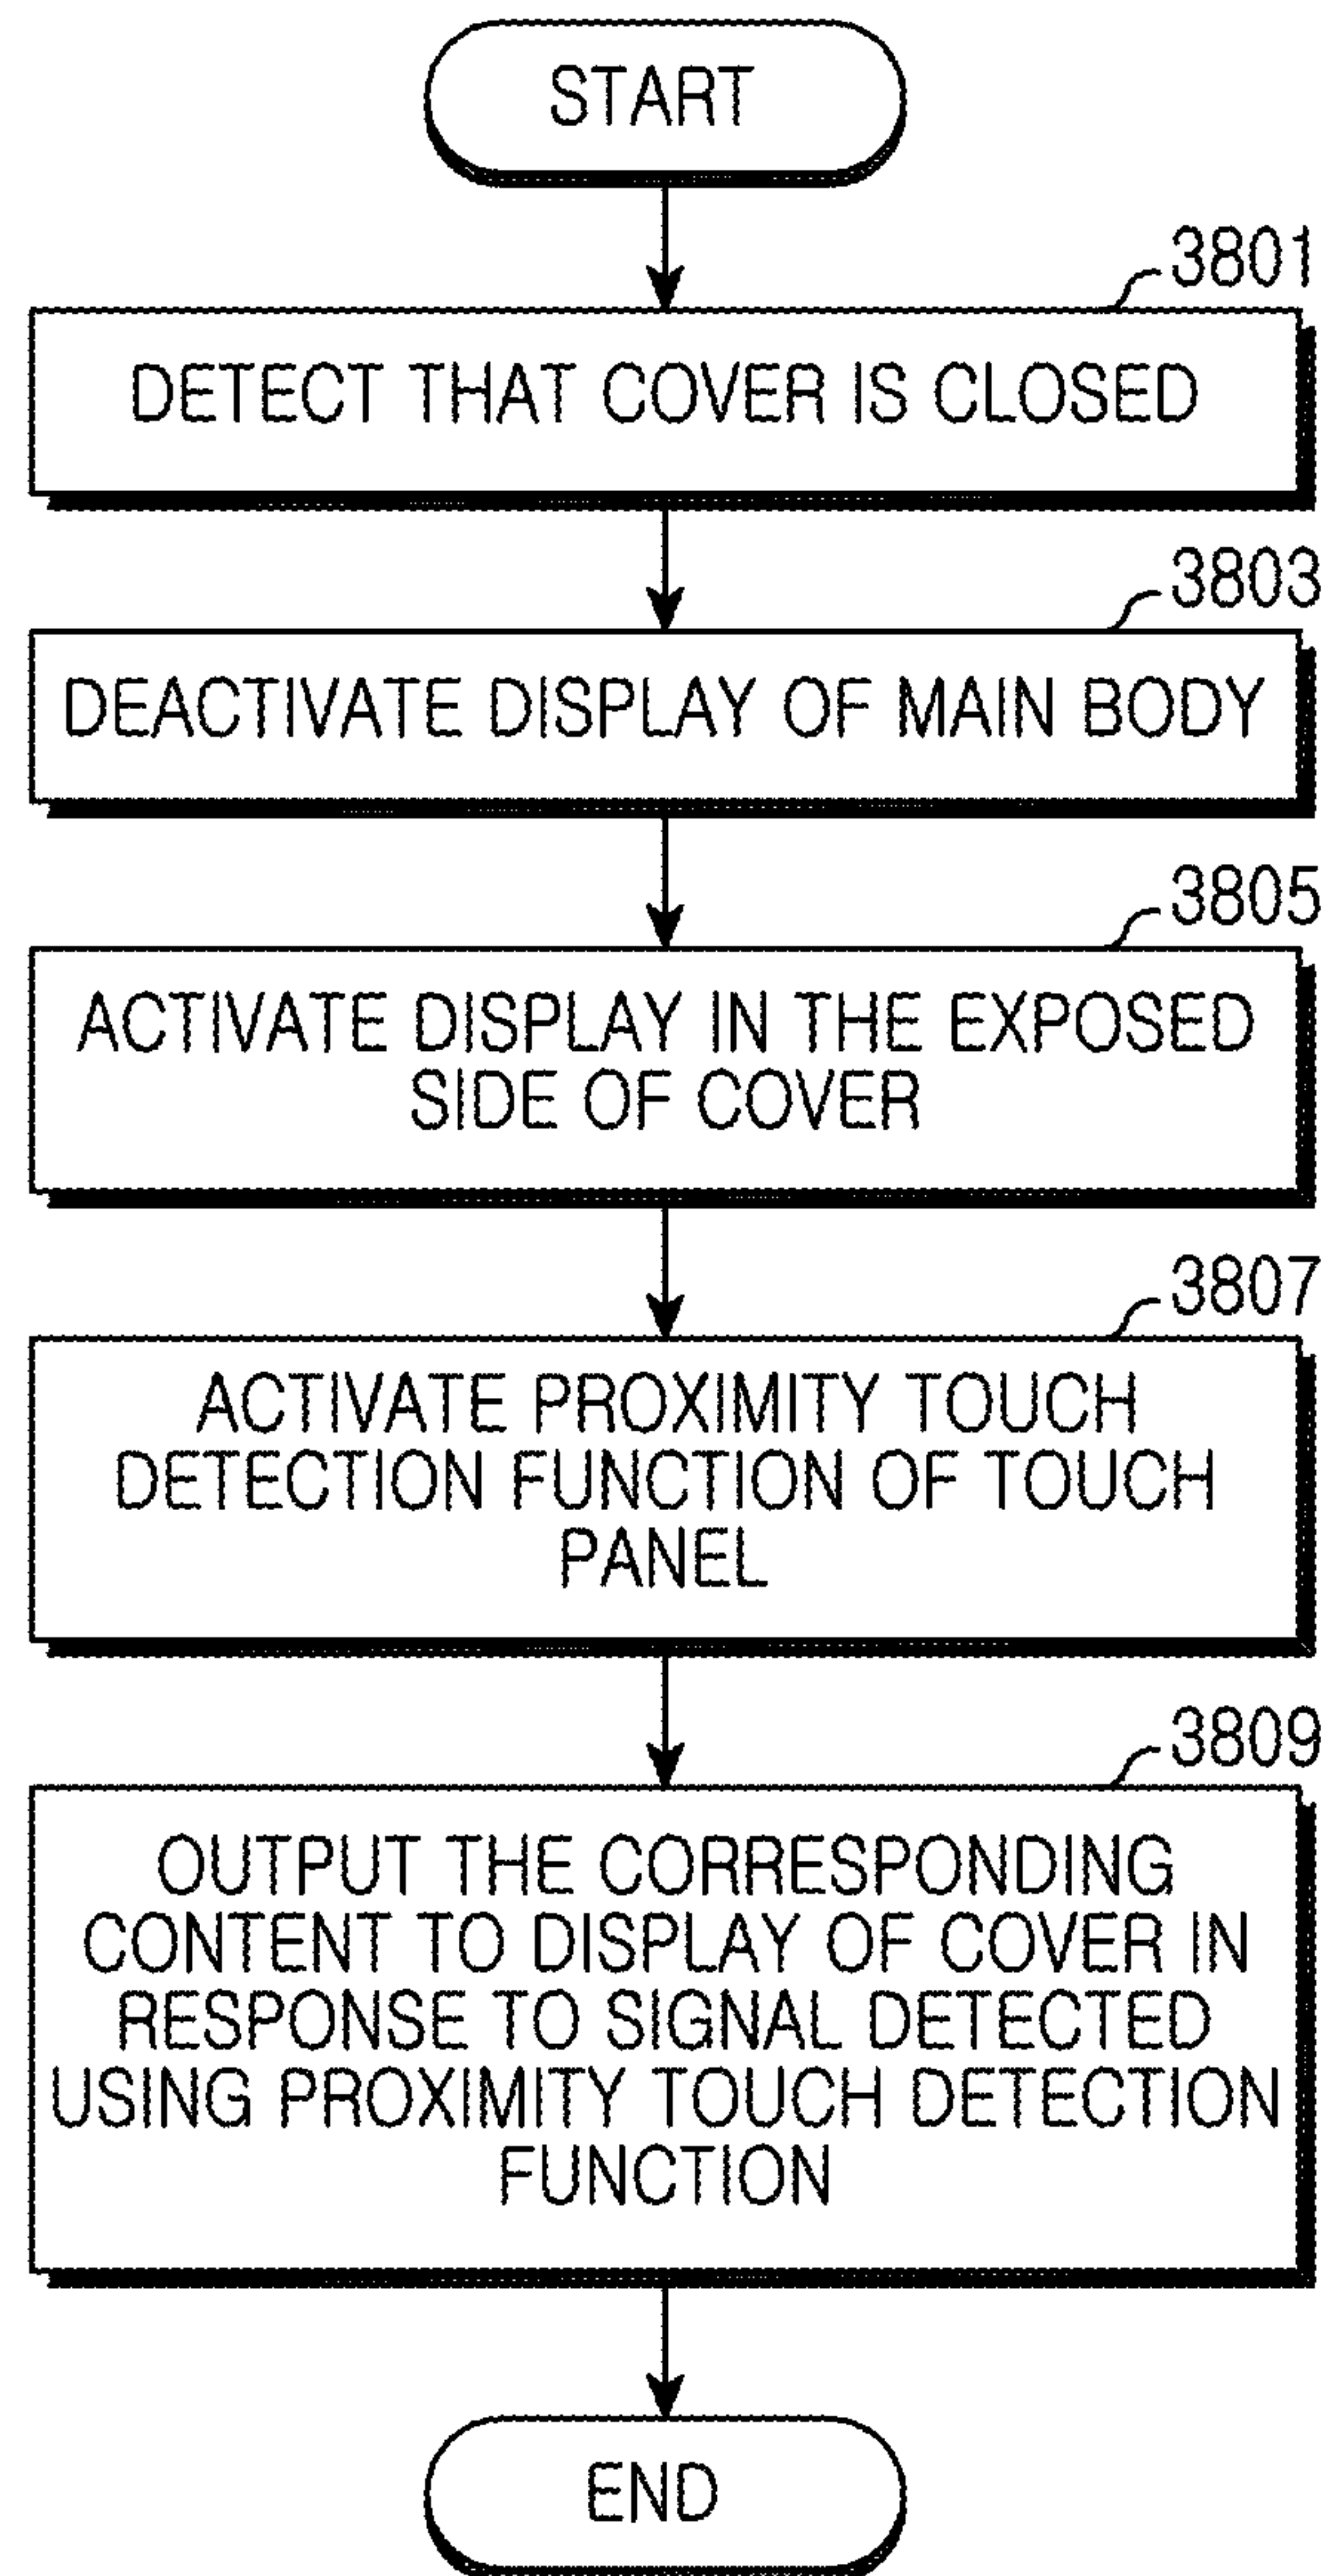 START
3801
DETECT THAT COVER IS CLOSED
3803
DEACTIVATE DISPLAY OF MAIN BODY
3805
ACTIVATE DISPLAY IN THE EXPOSED
SIDE OF COVER
3807
ACTIVATE PROXIMITY TOUCH
DETECTION FUNCTION OF TOUCH
PANEL
3809
OUTPUT THE CORRESPONDING
CONTENT TO DISPLAY OF COVER IN
RESPONSE TO SIGNAL DETECTED
USING PROXIMITY TOUCH DETECTION
FUNCTION
END